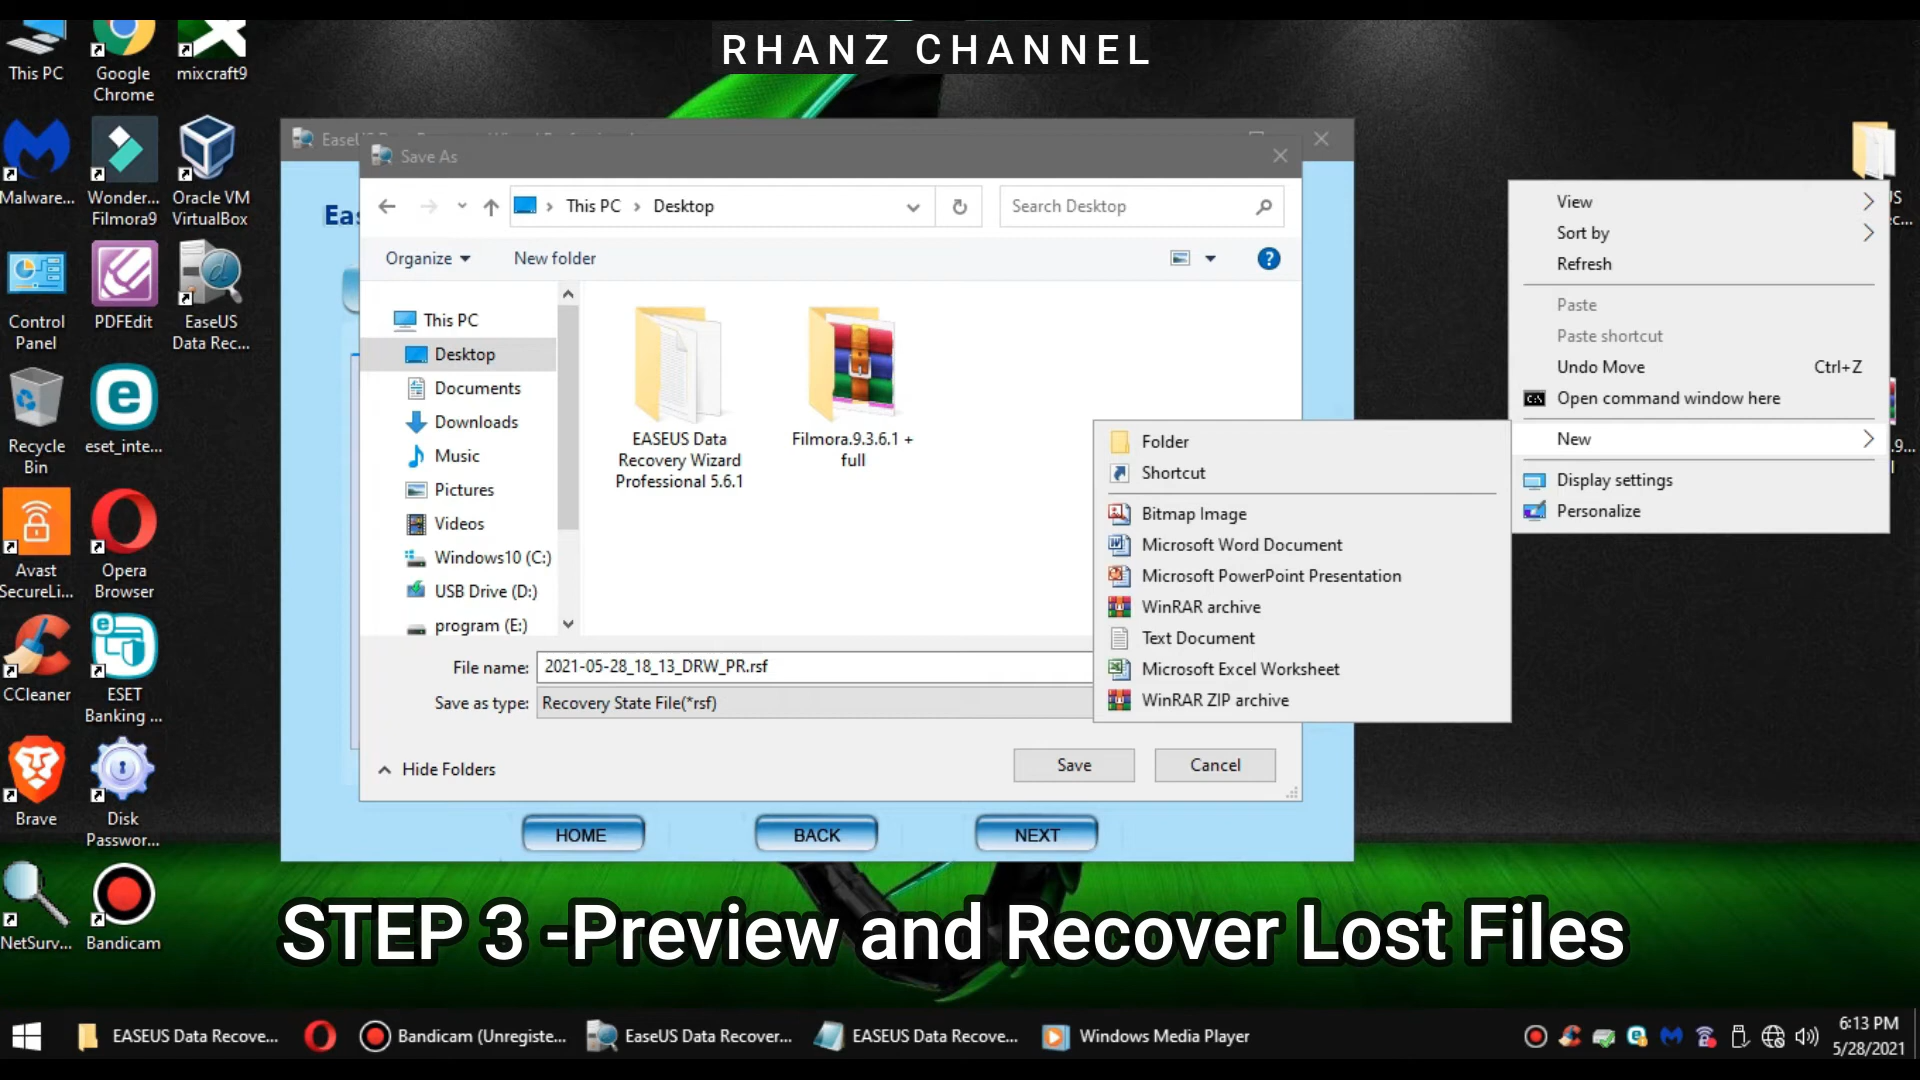 RHANZ CHANNEL
This PC
Google
Chrome
mixcraft9
Malware...
Wonder...
Filmora9
Oracle VM
VirtualBox
Control
Panel
PDFEdit
EaseUS
Data Rec...
Recycle
Bin
eset_inte...
Avast
SecureLi...
Opera
Browser
CCleaner
ESET
Banking ...
Brave
Disk
Passwor...
NetSurv...
Bandicam
Save As
This PC
Desktop
Search Desktop
Organize
New folder
This PC
Desktop
Documents
Downloads
Music
Pictures
Videos
Windows10 (C:)
USB Drive (D:)
program (E:)
EASEUS Data
Recovery Wizard
Professional 5.6.1
Filmora.9.3.6.1 +
full
File name: 2021-05-28_18_13_DRW_PR.rsf
Save as type: Recovery State File(*rsf)
Hide Folders
Save
Cancel
HOME
BACK
NEXT
Folder
Shortcut
Bitmap Image
Microsoft Word Document
Microsoft PowerPoint Presentation
WinRAR archive
Text Document
Microsoft Excel Worksheet
WinRAR ZIP archive
View
Sort by
Refresh
Paste
Paste shortcut
Undo Move Ctrl+Z
Open command window here
New
Display settings
Personalize
STEP 3 -Preview and Recover Lost Files
EASEUS Data Recove...
Bandicam (Unregiste...
EaseUS Data Recover...
EASEUS Data Recove...
Windows Media Player
6:13 PM
5/28/2021